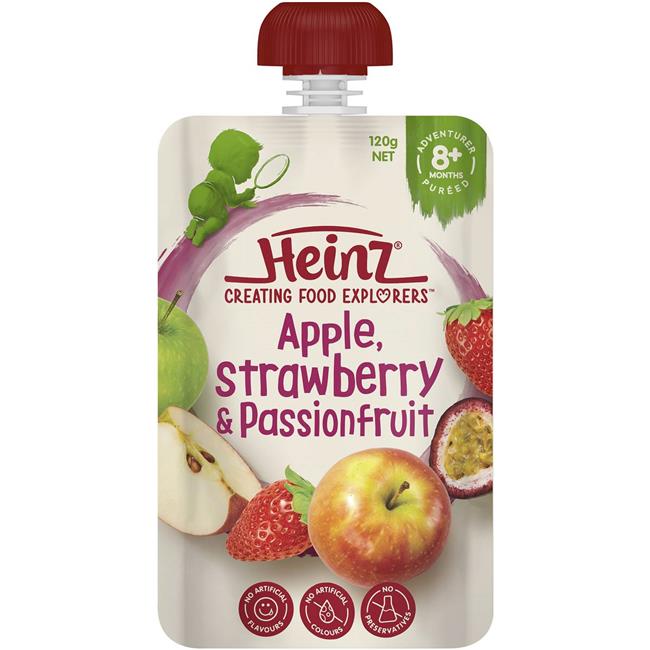 120g
NET
ADVENTURER
8+
MONTHS
PURÉED
Heinz®
CREATING FOOD EXPLORERS™
Apple,
strawberry
& Passionfruit
NO ARTIFICIAL
FLAVOURS
NO ARTIFICIAL
COLOURS
NO
PRESERVATIVES